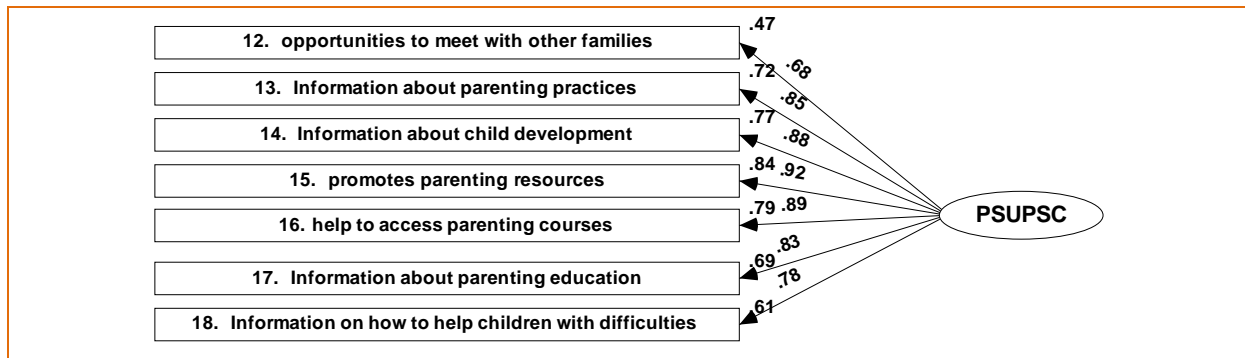 .47
12. opportunities to meet with other families
.68
.72
13. Information about parenting practices
.85
.77
14. Information about child development
.88
.84
.92
15. promotes parenting resources
.79
.89
16. help to access parenting courses
PSUPSC
.83
.69
17. Information about parenting education
.78
.61
18. Information on how to help children with difficulties